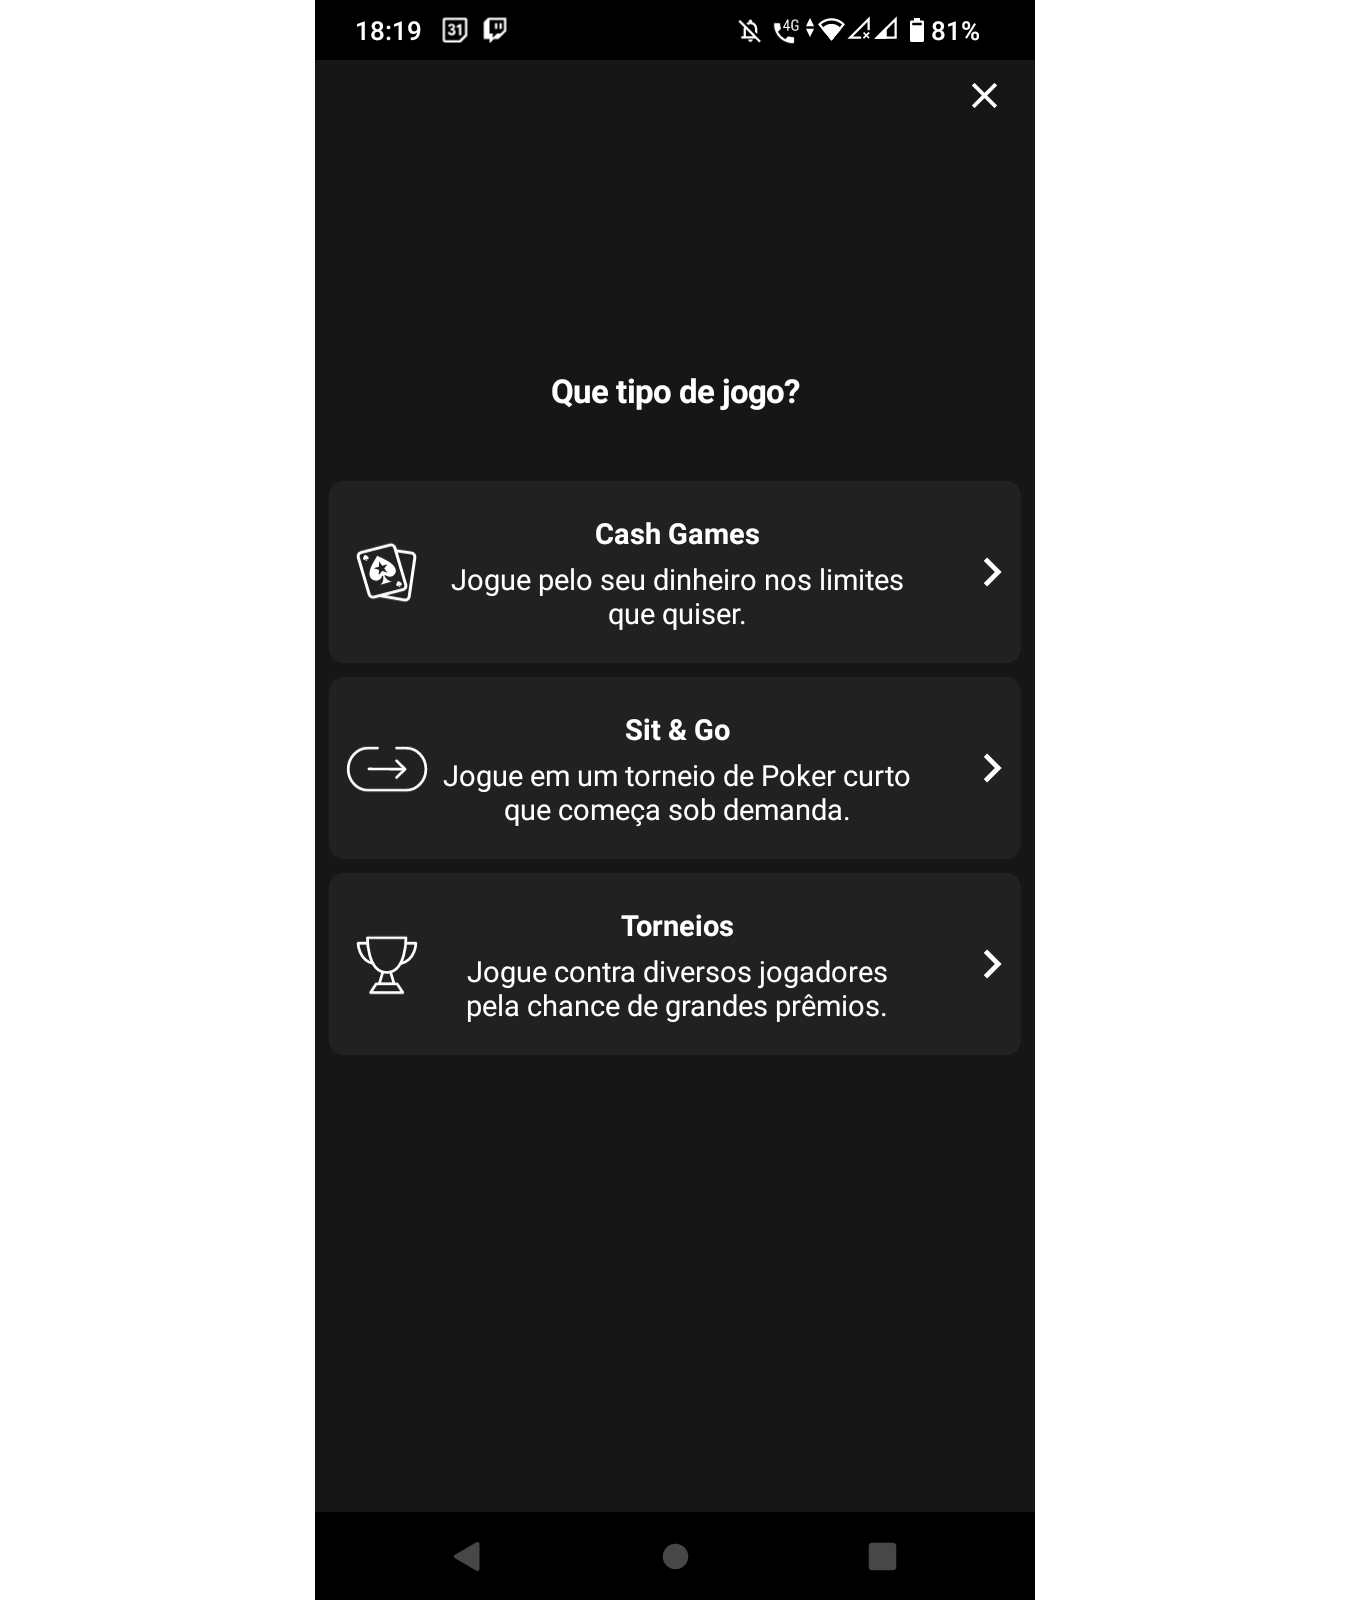 18:19 31 4G 81%
Que tipo de jogo?
Cash Games
Jogue pelo seu dinheiro nos limites
que quiser.
Sit & Go
Jogue em um torneio de Poker curto
que começa sob demanda.
Torneios
Jogue contra diversos jogadores
pela chance de grandes prêmios.